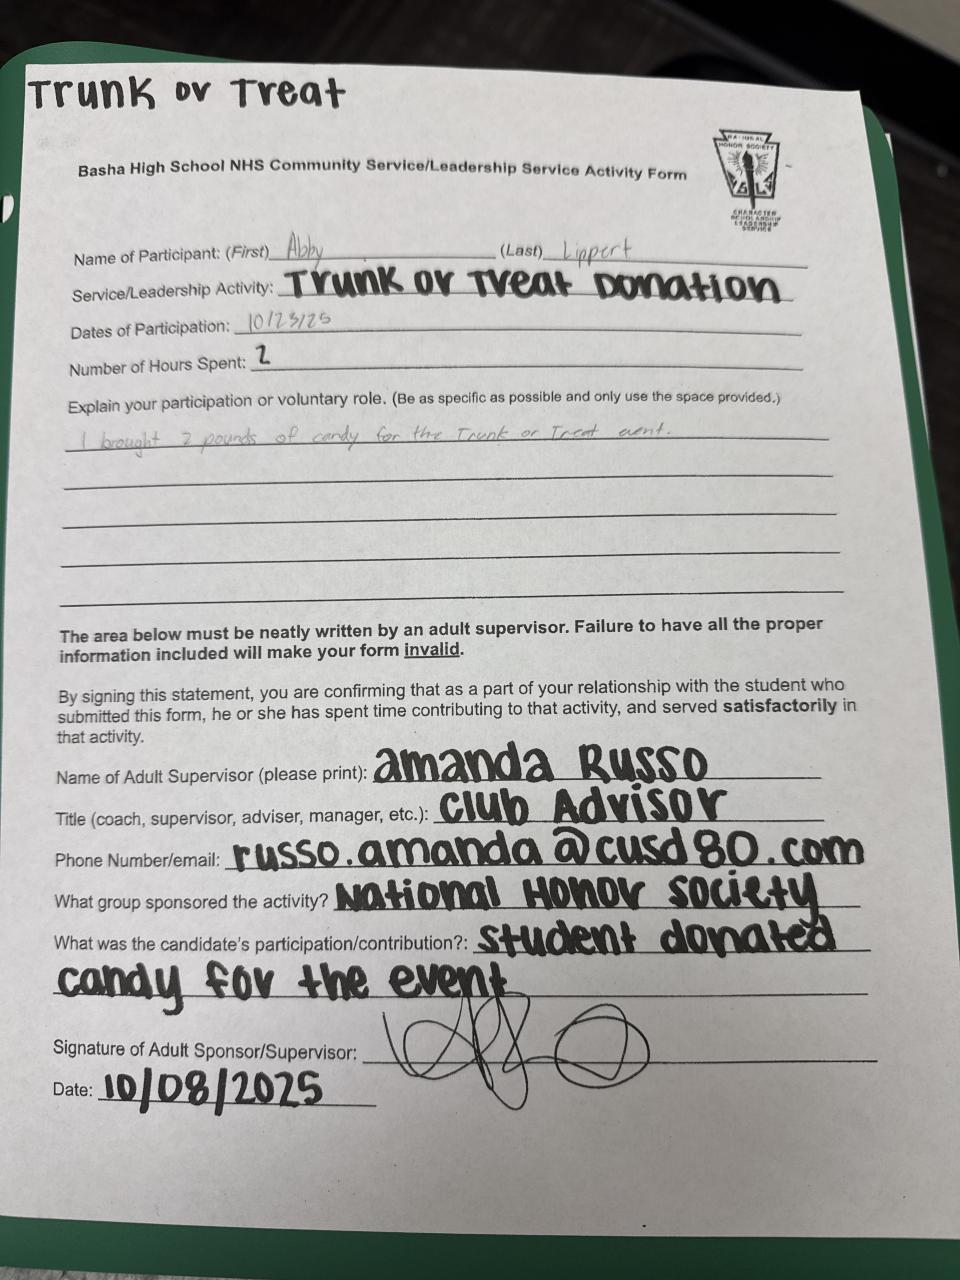 Trunk or Treat
Basha High School NHS Community Service/Leadership Service Activity Form
NATIONAL
HONOR SOCIETY
CHARACTER
SCHOLARSHIP
LEADERSHIP
SERVICE
Name of Participant: (First) Abby (Last) Lippert
Service/Leadership Activity: Trunk or Treat Donation
Dates of Participation: 10/23/25
Number of Hours Spent: 2
Explain your participation or voluntary role. (Be as specific as possible and only use the space provided.)
I brought 2 pounds of candy for the Trunk or Treat event.
The area below must be neatly written by an adult supervisor. Failure to have all the proper
information included will make your form invalid.
By signing this statement, you are confirming that as a part of your relationship with the student who
submitted this form, he or she has spent time contributing to that activity, and served satisfactorily in
that activity.
Name of Adult Supervisor (please print): amanda Russo
Title (coach, supervisor, adviser, manager, etc.): Club Advisor
Phone Number/email: russo.amanda@cusd80.com
What group sponsored the activity? National Honor Society
What was the candidate's participation/contribution?: student donated
candy for the event
Signature of Adult Sponsor/Supervisor:
Date: 10/08/2025